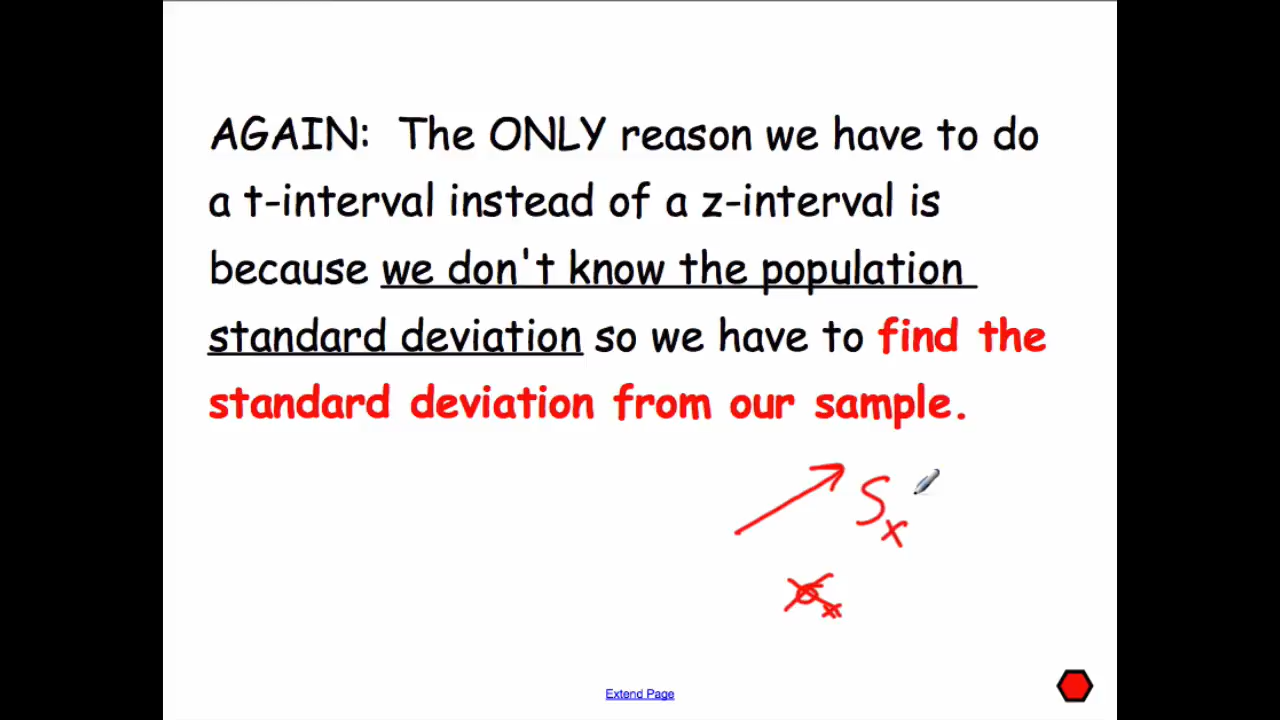 AGAIN: The ONLY reason we have to do
a t-interval instead of a z-interval is
because we don't know the population
standard deviation so we have to find the
standard deviation from our sample.
Sx
σx
Extend Page